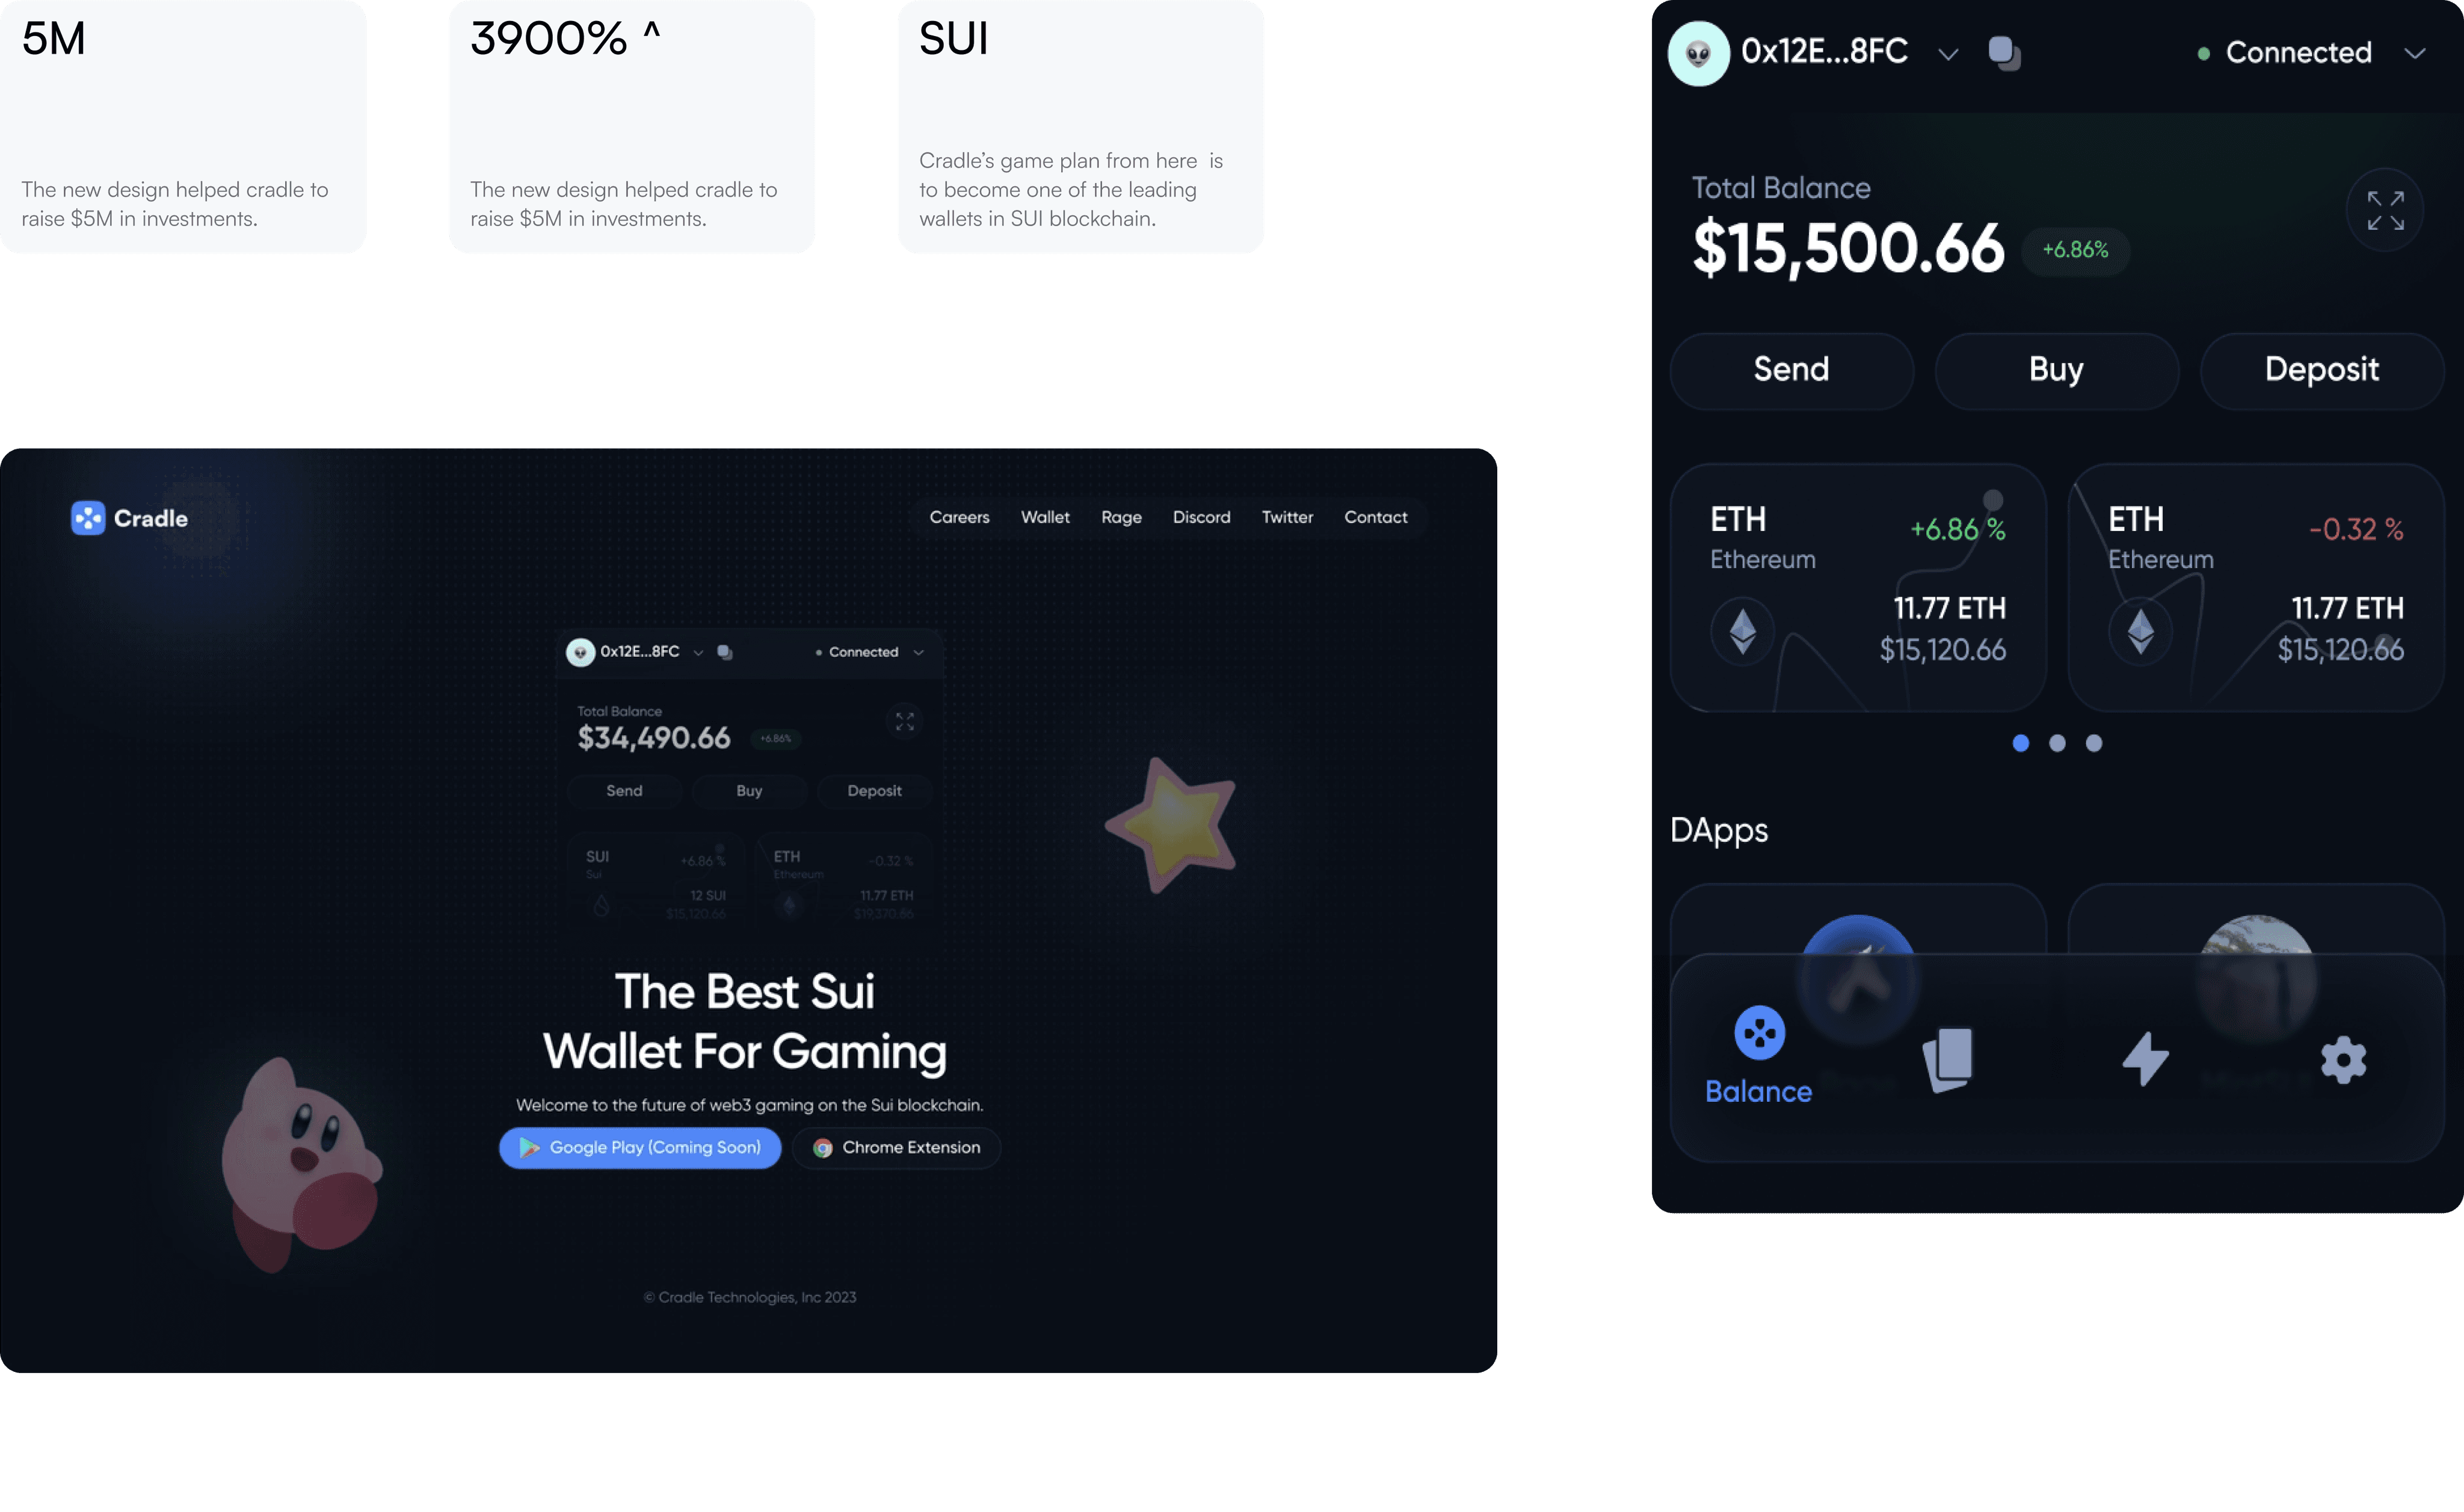 5M
The new design helped cradle to
raise $5M in investments.
3900% ^
The new design helped cradle to
raise $5M in investments.
SUI
Cradle’s game plan from here  is
to become one of the leading
wallets in SUI blockchain.
Cradle
Careers Wallet Rage Discord Twitter Contact
0x12E...8FC Connected
Total Balance
$34,490.66 +6.86%
Send Buy Deposit
SUI +6.86 %
Sui
12 SUI
$15,120.66
ETH -0.32 %
Ethereum
11.77 ETH
$19,370.86
The Best Sui
Wallet For Gaming
Welcome to the future of web3 gaming on the Sui blockchain.
Google Play (Coming Soon) Chrome Extension
© Cradle Technologies, Inc 2023
0x12E...8FC Connected
Total Balance
$15,500.66 +6.86%
Send Buy Deposit
ETH +6.86 %
Ethereum
11.77 ETH
$15,120.66
ETH -0.32 %
Ethereum
11.77 ETH
$15,120.66
DApps
Balance